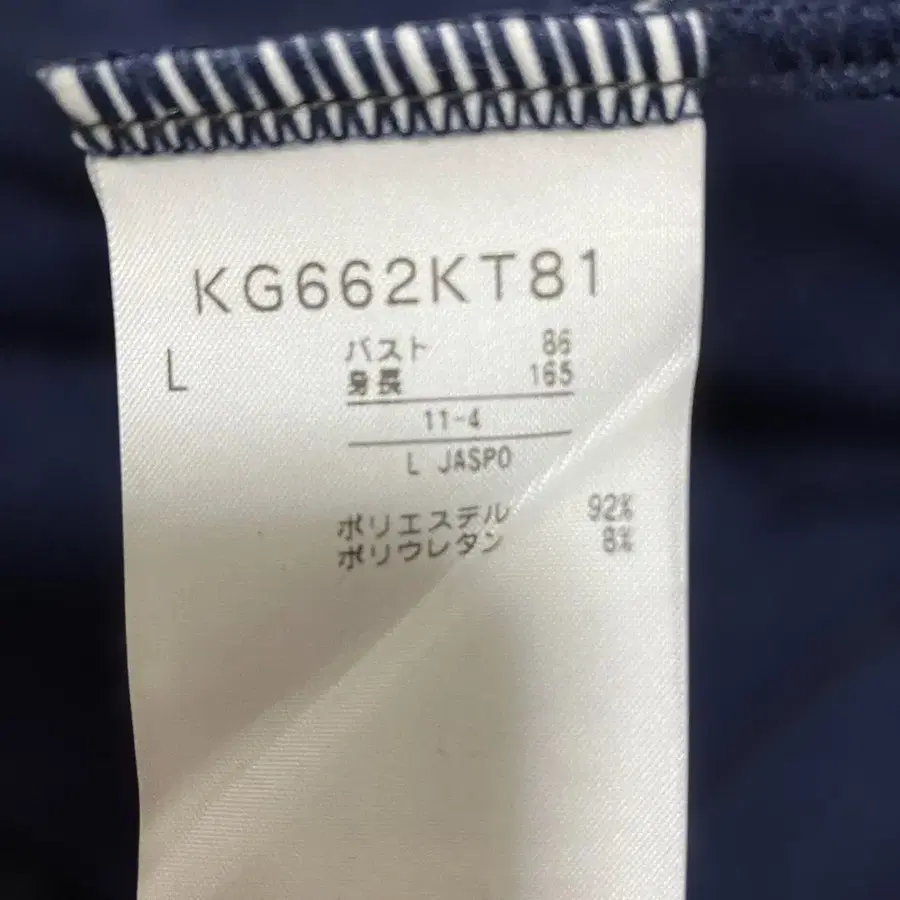 KG662KT81
L
バスト 86
身長 165
11-4
L JASPO
ポリエステル 92%
ポリウレタン 8%